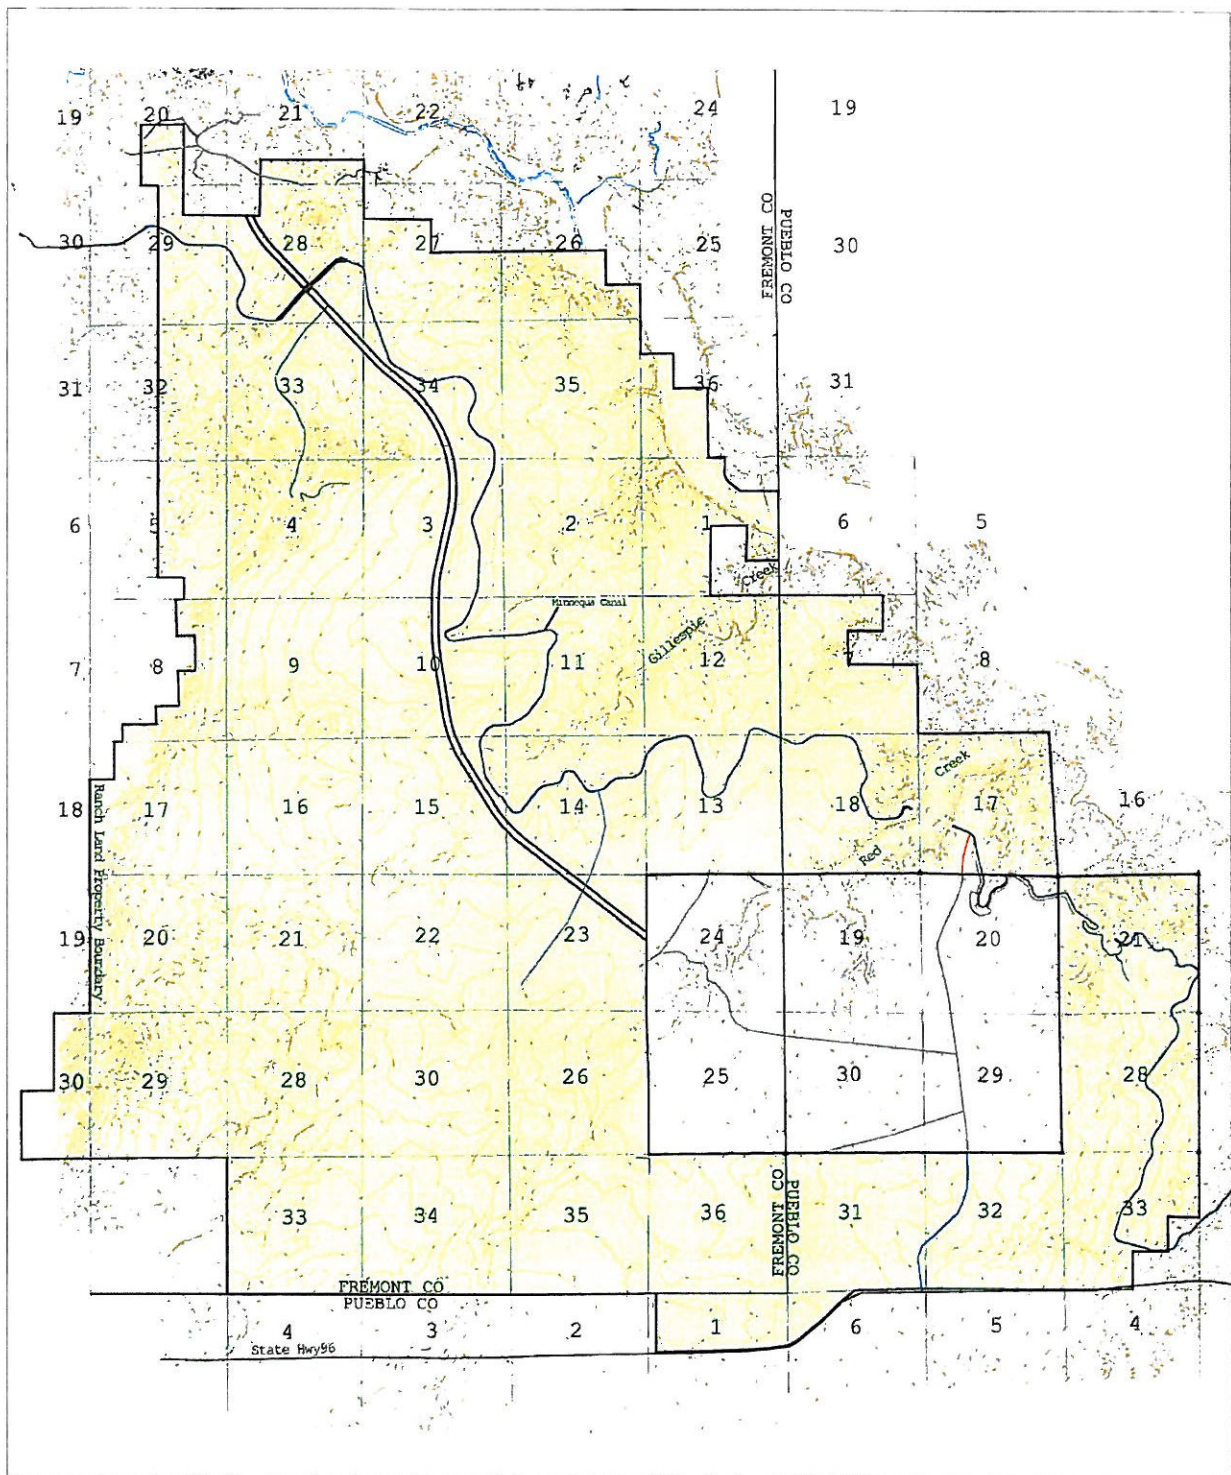 19 20 21 22 24 19
30 29 28 27 26 25 30
FREMONT CO
PUEBLO CO
31 32 33 34 35 36 31
6 5 4 3 2 1 6 5
Creek
Minnequa Canal
Gillespie
7 8 9 10 11 12 7 8
Creek
18 17 16 15 14 13 18 17 16
Red
Ranch Land Property Boundary
19 20 21 22 23 24 19 20 21
30 29 28 30 26 25 30 29 28
33 34 35 36 31 32 33
FREMONT CO
PUEBLO CO
FREMONT CO
PUEBLO CO
4 3 2 1 6 5 4
State Hwy96